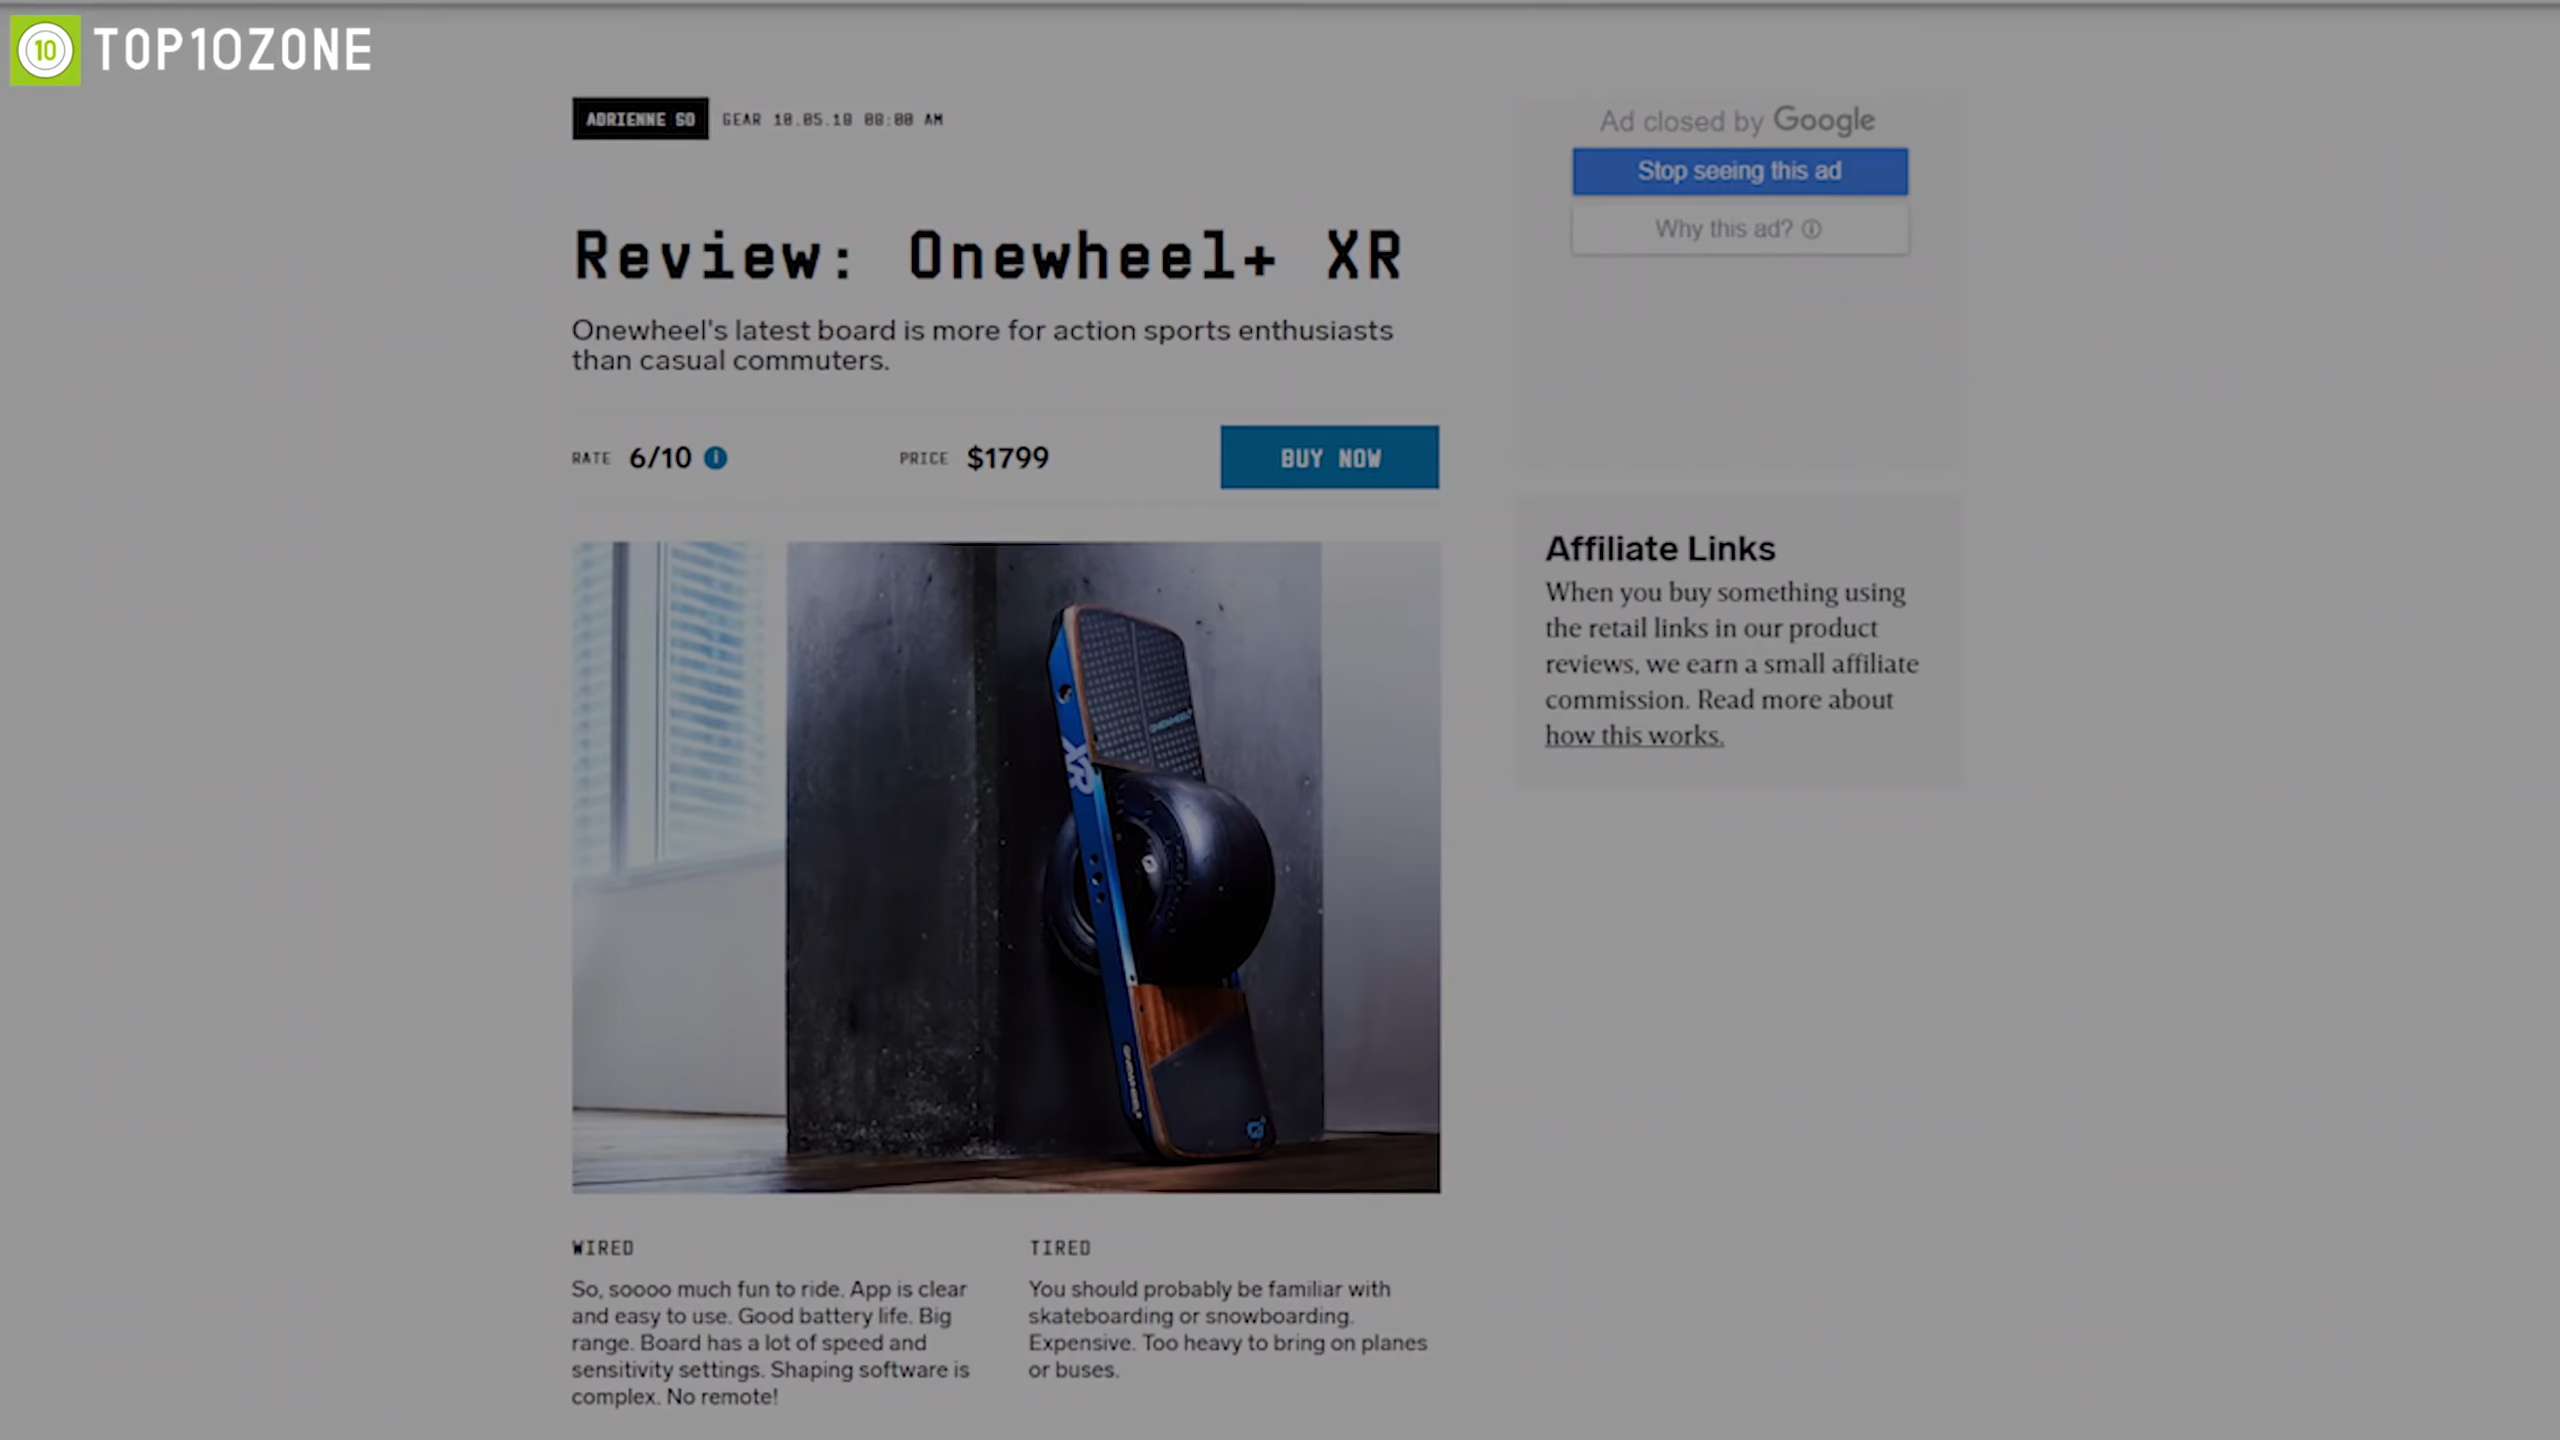 10 TOP10ZONE
ADRIENNE SO GEAR 10.05.18 08:00 AM
Ad closed by Google
Stop seeing this ad
Why this ad?
Review: Onewheel+ XR
Onewheel's latest board is more for action sports enthusiasts
than casual commuters.
RATE 6/10 PRICE $1799 BUY NOW
Affiliate Links
When you buy something using
the retail links in our product
reviews, we earn a small affiliate
commission. Read more about
how this works.
ONEWHEEL
XR
ONEWHEEL
WIRED
So, soooo much fun to ride. App is clear
and easy to use. Good battery life. Big
range. Board has a lot of speed and
sensitivity settings. Shaping software is
complex. No remote!
TIRED
You should probably be familiar with
skateboarding or snowboarding.
Expensive. Too heavy to bring on planes
or buses.